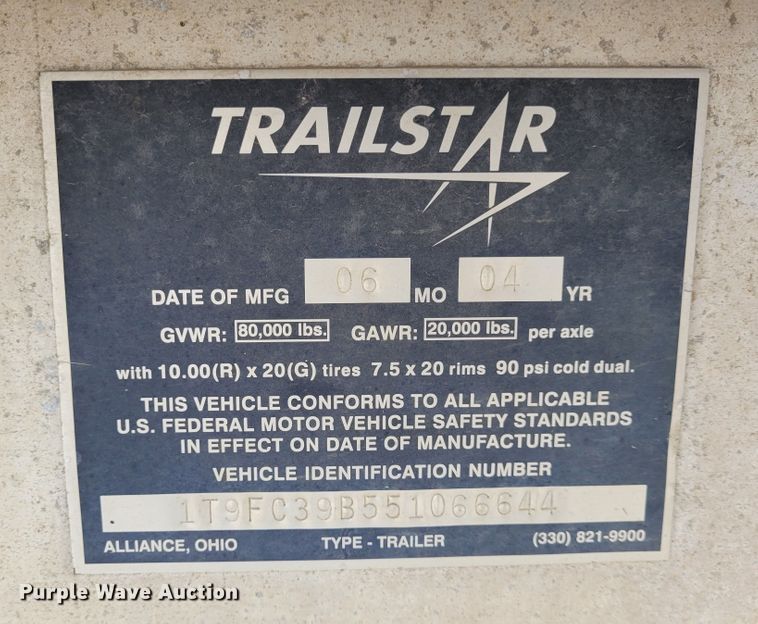 TRAILSTAR
DATE OF MFG 06 MO 04 YR
GVWR: 80,000 lbs. GAWR: 20,000 lbs. per axle
with 10.00(R) x 20(G) tires 7.5 x 20 rims 90 psi cold dual.
THIS VEHICLE CONFORMS TO ALL APPLICABLE
U.S. FEDERAL MOTOR VEHICLE SAFETY STANDARDS
IN EFFECT ON DATE OF MANUFACTURE.
VEHICLE IDENTIFICATION NUMBER
1T9FC39B551066644
ALLIANCE, OHIO TYPE - TRAILER (330) 821-9900
Purple Wave Auction